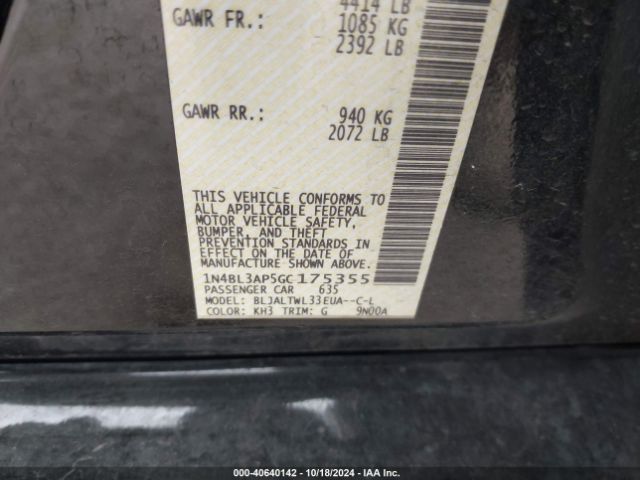 4414 LB
GAWR FR.: 1085 KG
2392 LB
GAWR RR.: 940 KG
2072 LB
THIS VEHICLE CONFORMS TO
ALL APPLICABLE FEDERAL
MOTOR VEHICLE SAFETY,
BUMPER, AND THEFT
PREVENTION STANDARDS IN
EFFECT ON THE DATE OF
MANUFACTURE SHOWN ABOVE.
1N4BL3AP5GC175355
PASSENGER CAR 635
MODEL: BLJALTWL33EUA--C-L
COLOR: KH3 TRIM: G 9N00A
000-40640142 | 10/18/2024 | IAA Inc.